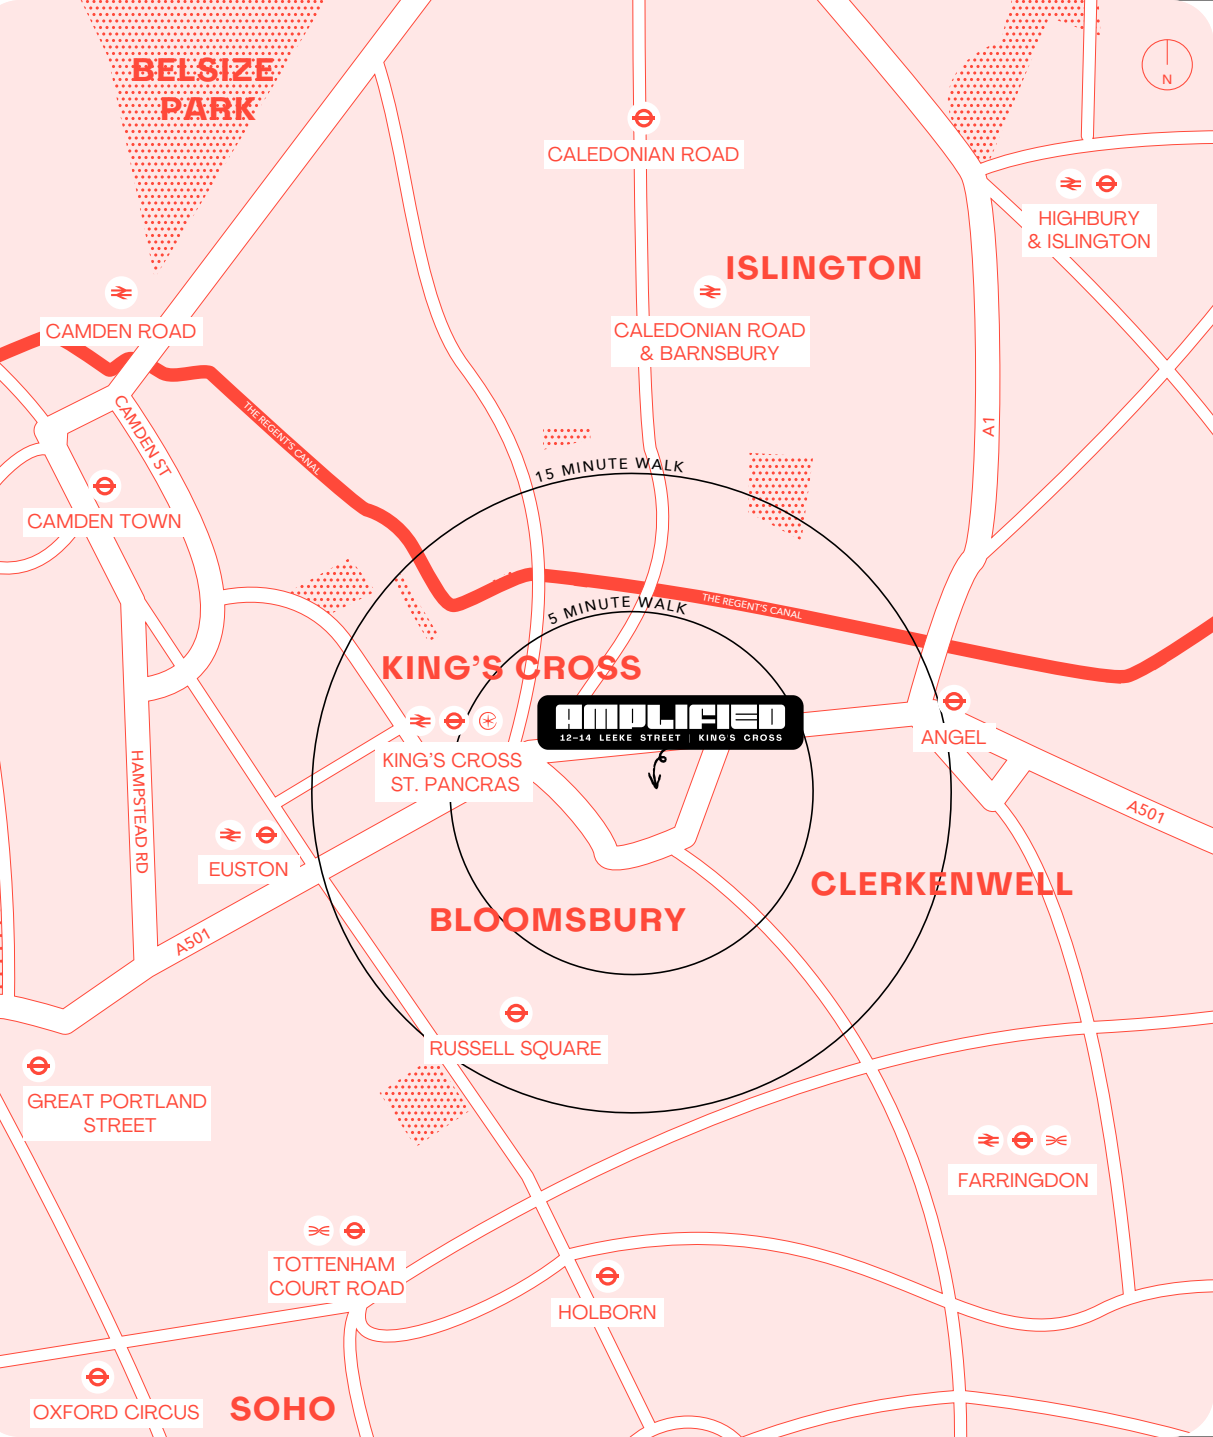 BELSIZE
PARK
N
CALEDONIAN ROAD
HIGHBURY
& ISLINGTON
ISLINGTON
CAMDEN ROAD
CALEDONIAN ROAD
& BARNSBURY
CAMDEN ST
THE REGENT'S CANAL
A1
15 MINUTE WALK
CAMDEN TOWN
5 MINUTE WALK
THE REGENT'S CANAL
KING'S CROSS
AMPLIFIED
12–14 LEEKE STREET | KING'S CROSS
ANGEL
KING'S CROSS
ST. PANCRAS
HAMPSTEAD RD
A501
EUSTON
CLERKENWELL
BLOOMSBURY
A501
RUSSELL SQUARE
GREAT PORTLAND
STREET
FARRINGDON
TOTTENHAM
COURT ROAD
HOLBORN
OXFORD CIRCUS
SOHO